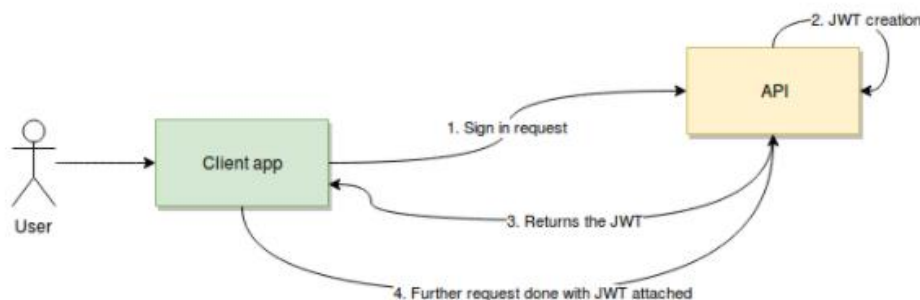 2. JWT creation
API
1. Sign in request
Client app
User
3. Returns the JWT
4. Further request done with JWT attached